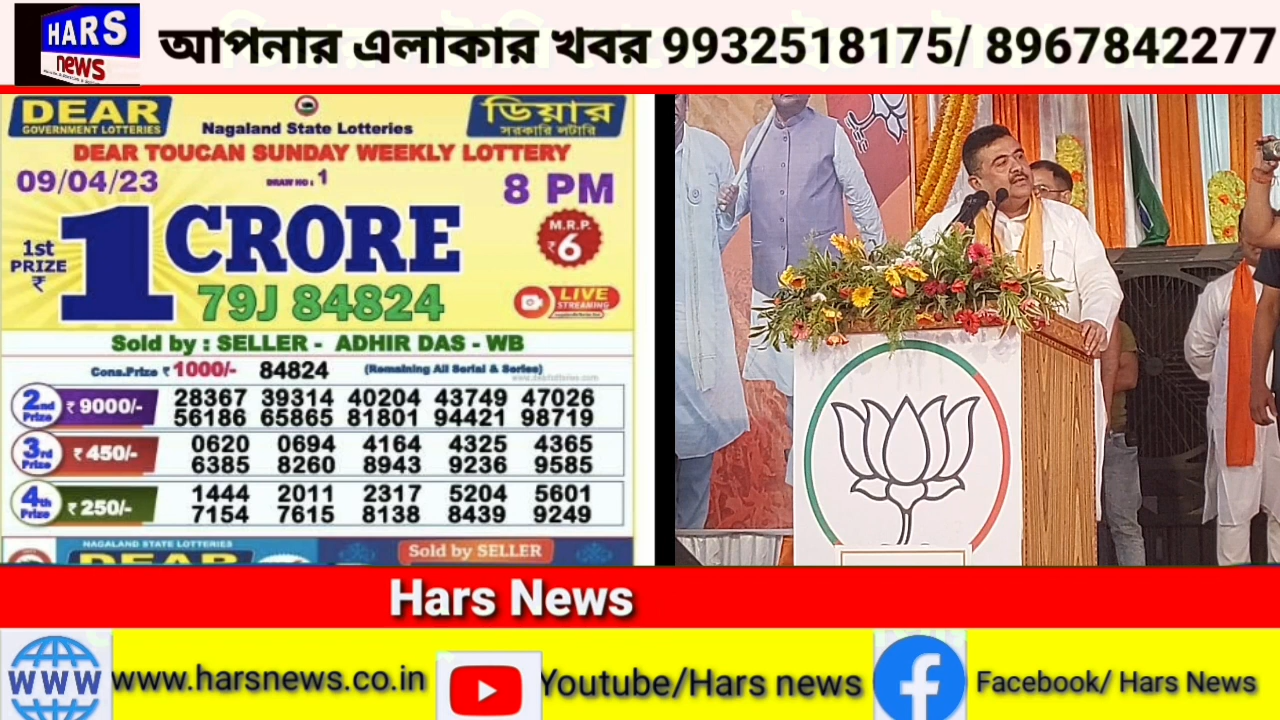 HARS
news
আপনার এলাকার খবর 9932518175/ 8967842277
DEAR
GOVERNMENT LOTTERIES
Nagaland State Lotteries
ডিয়ার
সরকারি লটারি
DEAR TOUCAN SUNDAY WEEKLY LOTTERY
09/04/23
DRAW NO : 1
8 PM
1st
PRIZE
₹
1 CRORE
M.R.P.
₹6
79J 84824
LIVE
STREAMING
Sold by : SELLER - ADHIR DAS - WB
Cons.Prize ₹ 1000/- 84824 (Remaining All Serial & Series)
2nd Prize ₹ 9000/-
28367 39314 40204 43749 47026
56186 65865 81801 94421 98719
3rd Prize ₹ 450/-
0620 0694 4164 4325 4365
6385 8260 8943 9236 9585
4th Prize ₹ 250/-
1444 2011 2317 5204 5601
7154 7615 8138 8439 9249
NAGALAND STATE LOTTERIES
DEAR
Sold by SELLER
Hars News
WWW
www.harsnews.co.in
Youtube/Hars news
Facebook/ Hars News